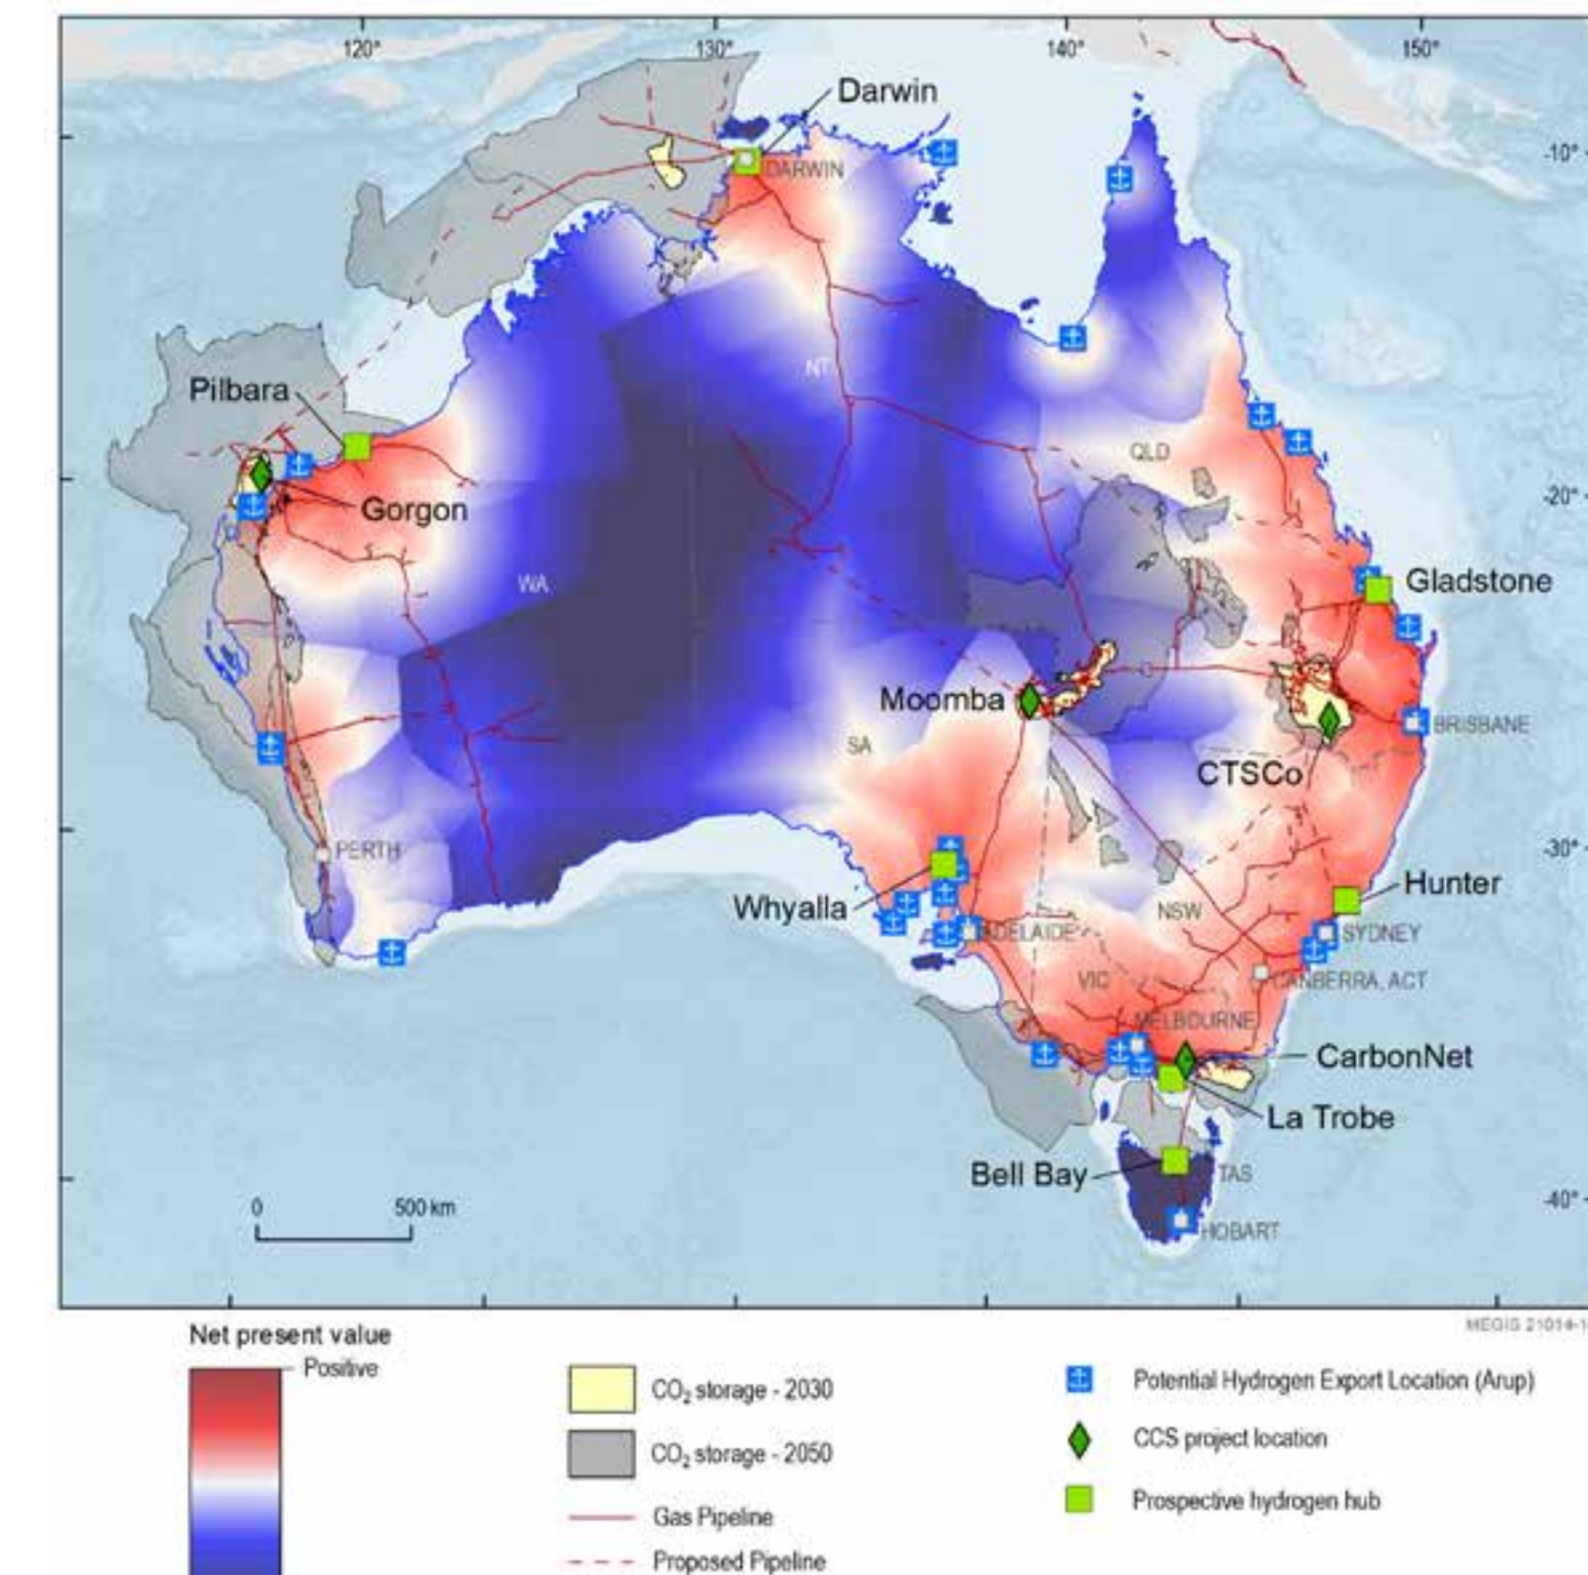 120° 130° 140° 150°
Darwin
-10°
DARWIN
NT
Pilbara
QLD
-20°
Gorgon
WA
Gladstone
Moomba
BRISBANE
SA
CTSCo
PERTH
-30°
Hunter
Whyalla
NSW
ADELAIDE
SYDNEY
VIC
CANBERRA, ACT
MELBOURNE
CarbonNet
La Trobe
Bell Bay
TAS
-40°
0 500 km
HOBART
Net present value
Positive
CO₂ storage - 2030
CO₂ storage - 2050
Gas Pipeline
Proposed Pipeline
Potential Hydrogen Export Location (Arup)
CCS project location
Prospective hydrogen hub